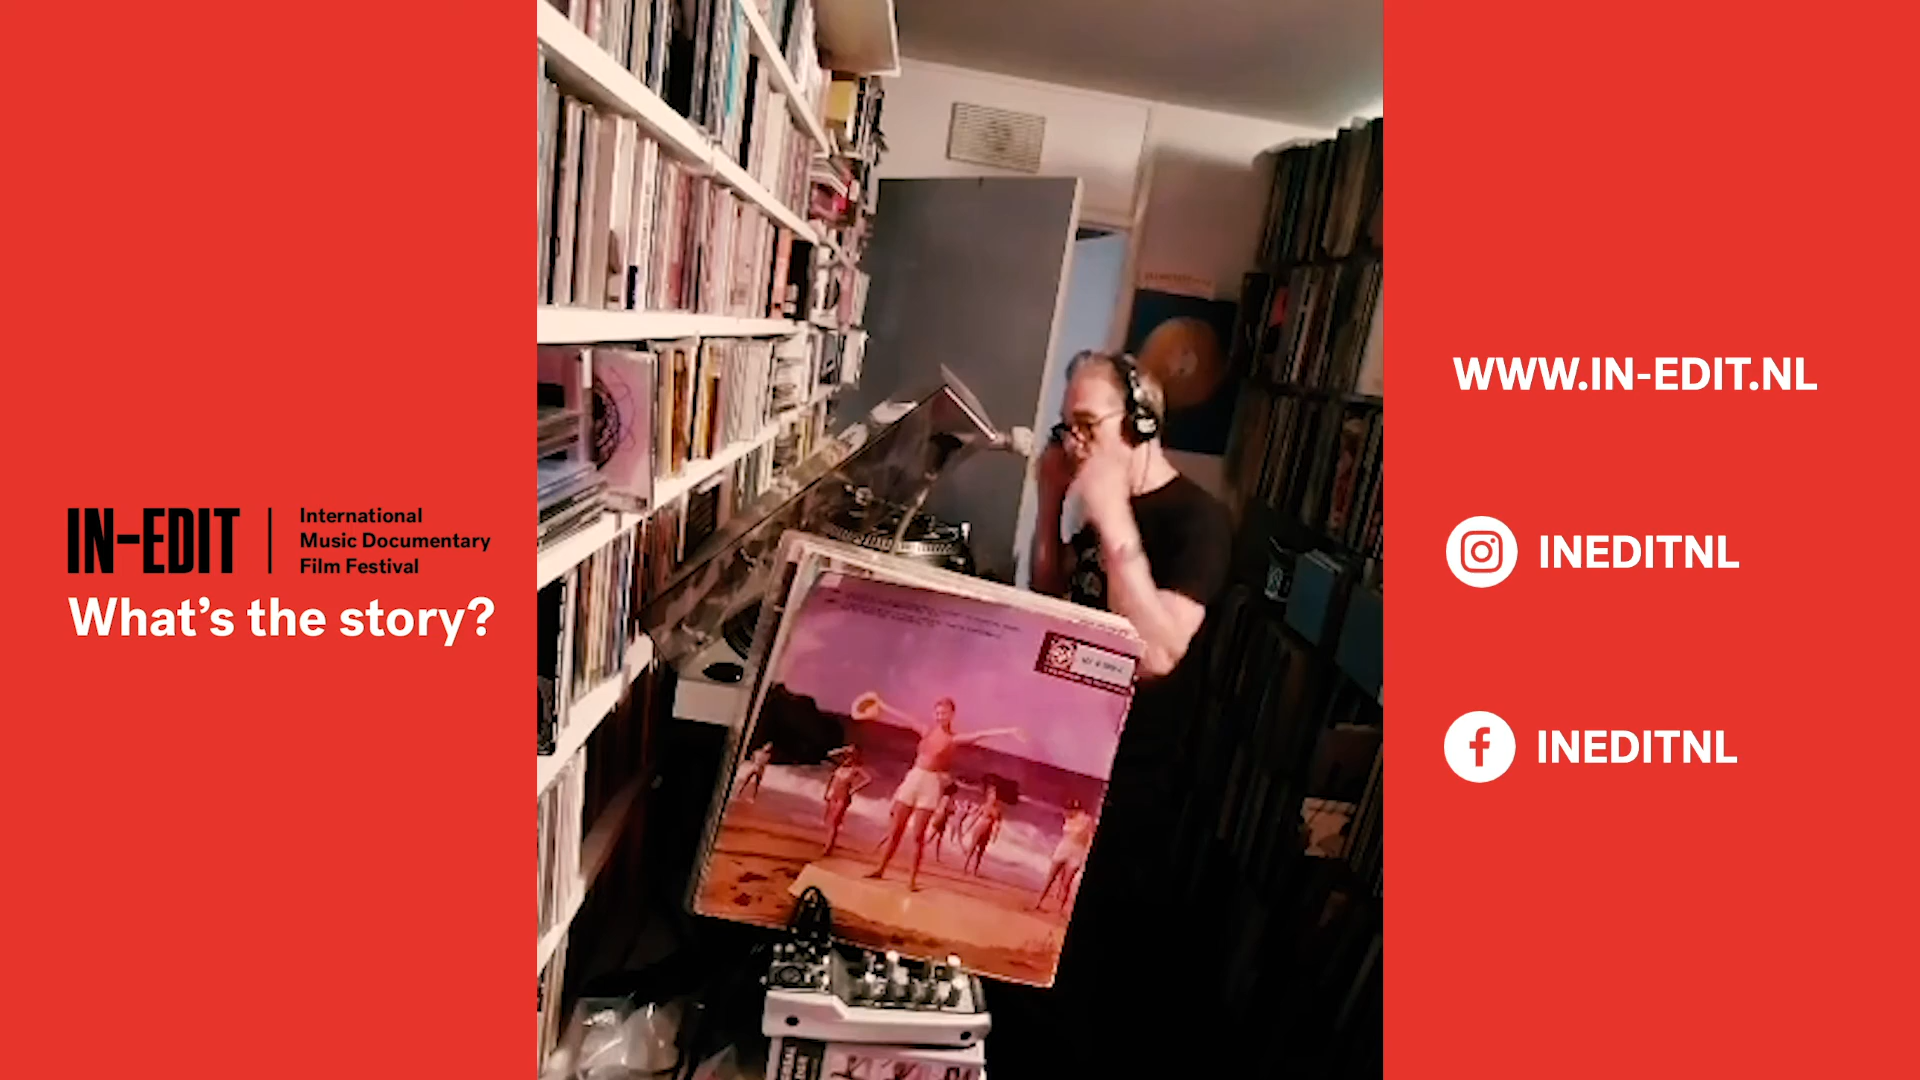 IN-EDIT
International
Music Documentary
Film Festival
What's the story?
WWW.IN-EDIT.NL
INEDITNL
INEDITNL